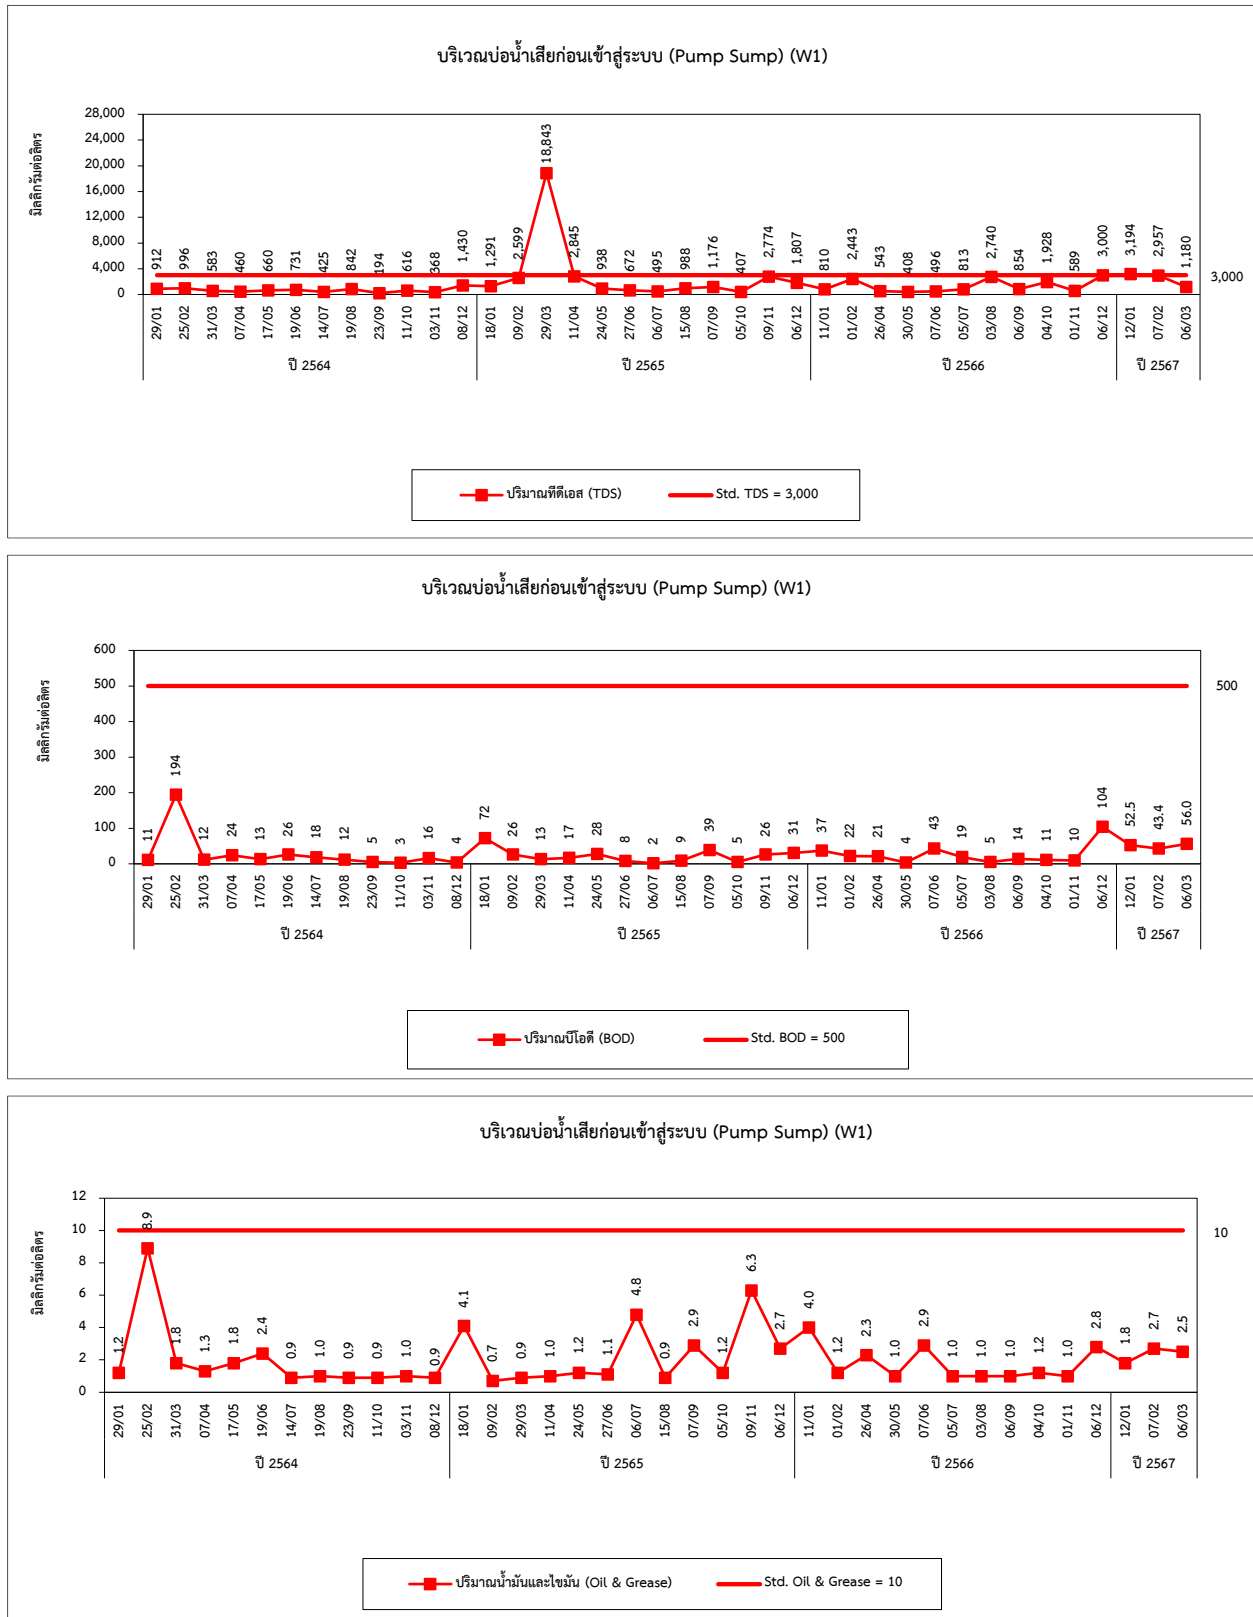 บริเวณบ่อน้ำเสียก่อนเข้าสู่ระบบ (Pump Sump) (W1)
มิลลิกรัมต่อลิตร
28,000
24,000
20,000
16,000
12,000
8,000
4,000
0
912 996 583 460 660 731 425 842 194 616 368 1,430 1,291 2,599 18,843 2,845 938 672 495 988 1,176 407 2,774 1,807 810 2,443 543 408 496 813 2,740 854 1,928 589 3,000 3,194 2,957 1,180
3,000
29/01 25/02 31/03 07/04 17/05 19/06 14/07 19/08 23/09 11/10 03/11 08/12 18/01 09/02 29/03 11/04 24/05 27/06 06/07 15/08 07/09 05/10 09/11 06/12 11/01 01/02 26/04 30/05 07/06 05/07 03/08 06/09 04/10 01/11 06/12 12/01 07/02 06/03
ปี 2564 ปี 2565 ปี 2566 ปี 2567
ปริมาณทีดีเอส (TDS) Std. TDS = 3,000
บริเวณบ่อน้ำเสียก่อนเข้าสู่ระบบ (Pump Sump) (W1)
มิลลิกรัมต่อลิตร
600
500
400
300
200
100
0
11 194 12 24 13 26 18 12 5 3 16 4 72 26 13 17 28 8 2 9 39 5 26 31 37 22 21 4 43 19 5 14 11 10 104 52.5 43.4 56.0
500
29/01 25/02 31/03 07/04 17/05 19/06 14/07 19/08 23/09 11/10 03/11 08/12 18/01 09/02 29/03 11/04 24/05 27/06 06/07 15/08 07/09 05/10 09/11 06/12 11/01 01/02 26/04 30/05 07/06 05/07 03/08 06/09 04/10 01/11 06/12 12/01 07/02 06/03
ปี 2564 ปี 2565 ปี 2566 ปี 2567
ปริมาณบีโอดี (BOD) Std. BOD = 500
บริเวณบ่อน้ำเสียก่อนเข้าสู่ระบบ (Pump Sump) (W1)
มิลลิกรัมต่อลิตร
12
10
8
6
4
2
0
1.2 8.9 1.8 1.3 1.8 2.4 0.9 1.0 0.9 0.9 1.0 0.9 4.1 0.7 0.9 1.0 1.2 1.1 4.8 0.9 2.9 1.2 6.3 2.7 4.0 1.2 2.3 1.0 2.9 1.0 1.0 1.0 1.2 1.0 2.8 1.8 2.7 2.5
10
29/01 25/02 31/03 07/04 17/05 19/06 14/07 19/08 23/09 11/10 03/11 08/12 18/01 09/02 29/03 11/04 24/05 27/06 06/07 15/08 07/09 05/10 09/11 06/12 11/01 01/02 26/04 30/05 07/06 05/07 03/08 06/09 04/10 01/11 06/12 12/01 07/02 06/03
ปี 2564 ปี 2565 ปี 2566 ปี 2567
ปริมาณน้ำมันและไขมัน (Oil & Grease) Std. Oil & Grease = 10